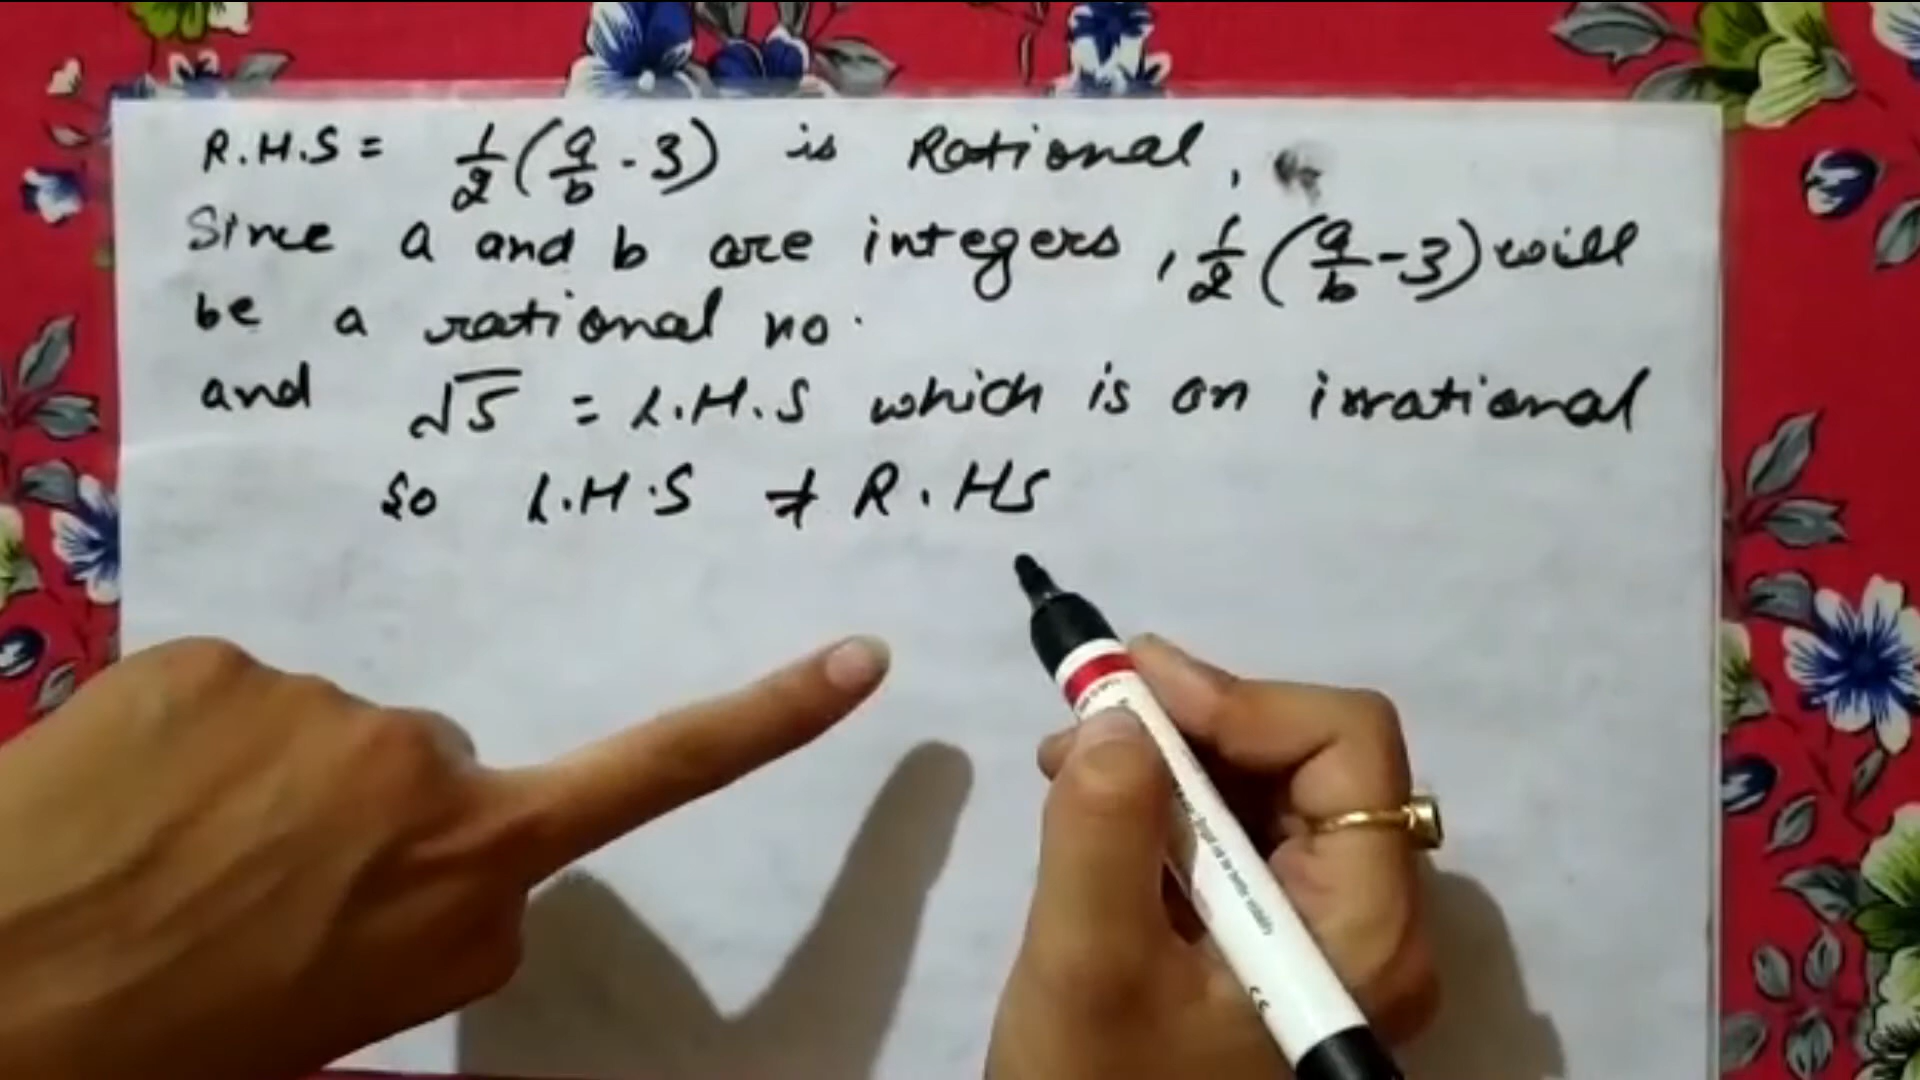 R.H.S = 1/2 (a/b - 3) is Rational,
Since a and b are integers, 1/2 (a/b - 3) will
be a rational no.
and √5 = L.H.S which is an irrational
so L.H.S ≠ R.HS